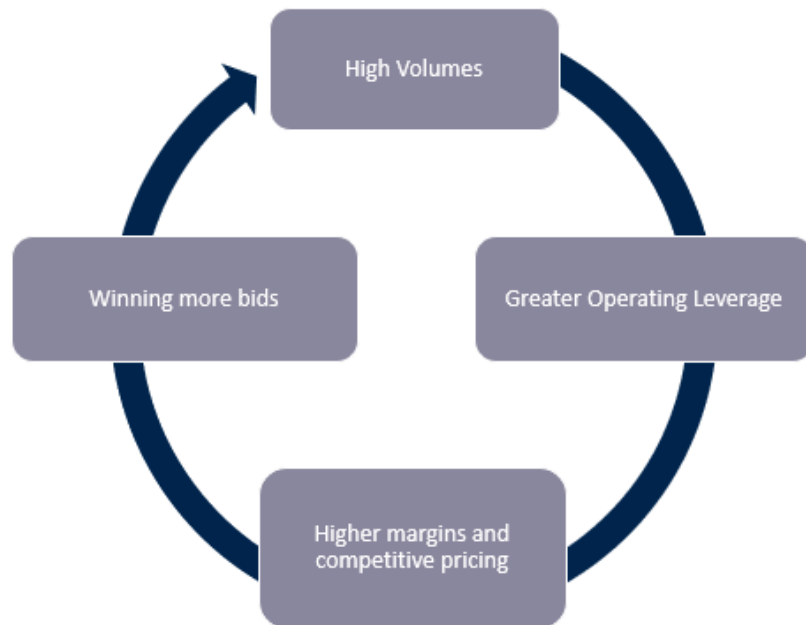 High Volumes
Greater Operating Leverage
Higher margins and
competitive pricing
Winning more bids